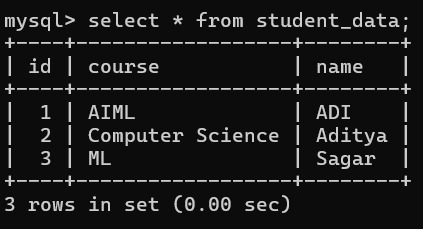 mysql> select * from student_data;
+----+------------------+--------+
| id | course           | name   |
+----+------------------+--------+
|  1 | AIML             | ADI    |
|  2 | Computer Science | Aditya |
|  3 | ML               | Sagar  |
+----+------------------+--------+
3 rows in set (0.00 sec)